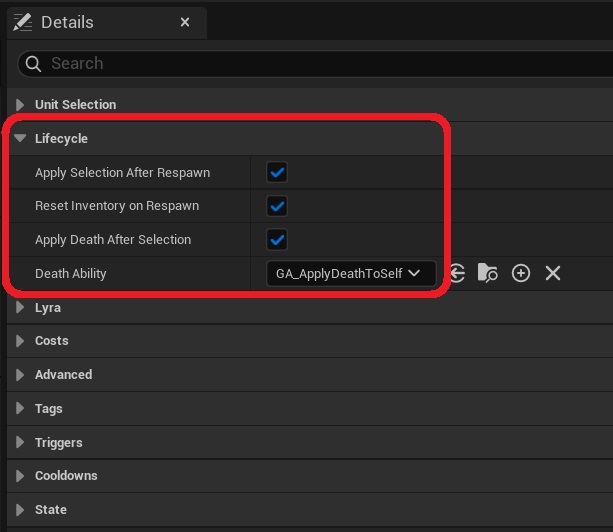 Details
Search
Unit Selection
Lifecycle
Apply Selection After Respawn
Reset Inventory on Respawn
Apply Death After Selection
Death Ability GA_ApplyDeathToSelf
Lyra
Costs
Advanced
Tags
Triggers
Cooldowns
State